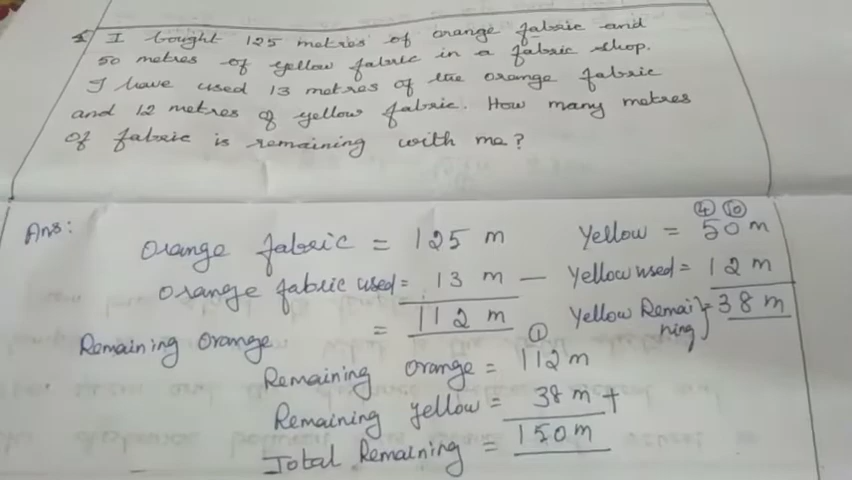 I bought 125 metres of orange fabric and
50 metres of yellow fabric in a fabric shop.
I have used 13 metres of the orange fabric
and 12 metres of yellow fabric. How many metres
of fabric is remaining with me?
Ans:
Orange fabric = 125 m
Orange fabric used = 13 m -
Remaining Orange = 112 m
4 10
Yellow = 50 m
Yellow used = 12 m
Yellow Remaining } = 38 m
1
Remaining orange = 112 m
Remaining yellow = 38 m +
Total Remaining = 150 m